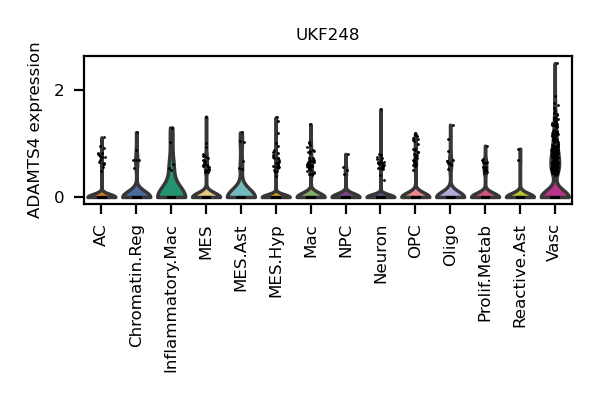 UKF248
ADAMTS4 expression
2
0
AC
Chromatin.Reg
Inflammatory.Mac
MES
MES.Ast
MES.Hyp
Mac
NPC
Neuron
OPC
Oligo
Prolif.Metab
Reactive.Ast
Vasc